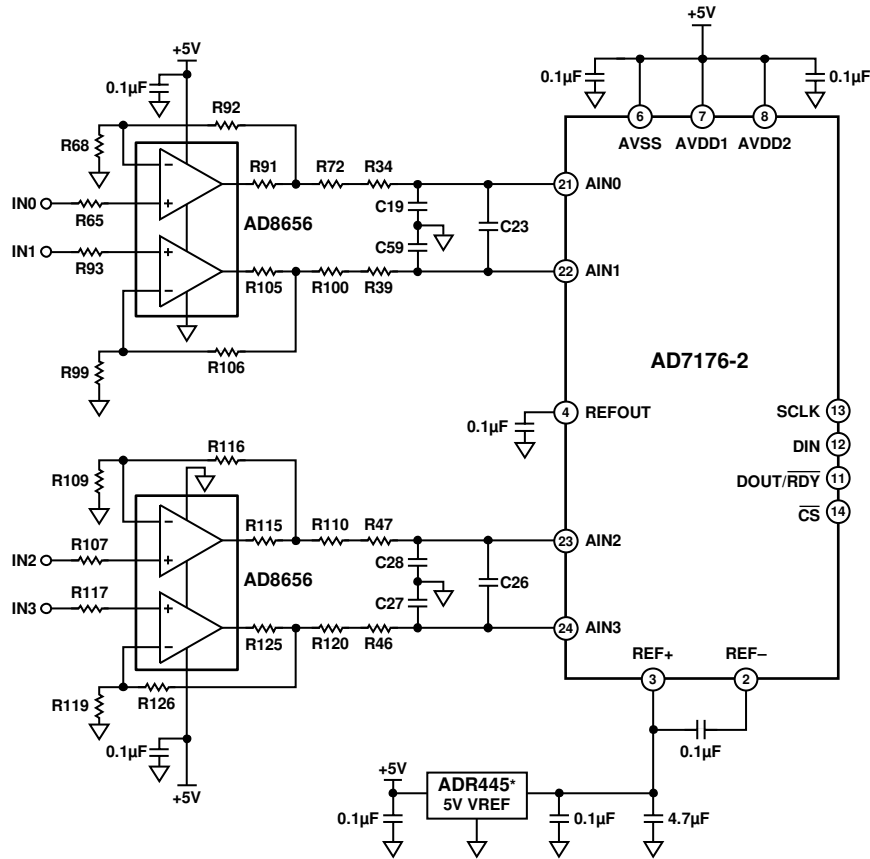 +5V
+5V
0.1µF
0.1µF
0.1µF
R92
6
7
8
R68
AVSS
AVDD1
AVDD2
R91
R72
R34
21
AIN0
IN0
R65
C19
AD8656
C23
IN1
R93
C59
22
AIN1
R105
R100
R39
R99
R106
AD7176-2
4
REFOUT
0.1µF
SCLK
13
DIN
12
DOUT/RDY
11
CS
14
R116
R109
R115
R110
R47
R107
23
AIN2
IN2
C28
AD8656
C26
R117
IN3
C27
24
AIN3
R125
R120
R46
REF+
REF–
3
2
R119
R126
0.1µF
0.1µF
+5V
+5V
ADR445*
5V VREF
0.1µF
0.1µF
4.7µF